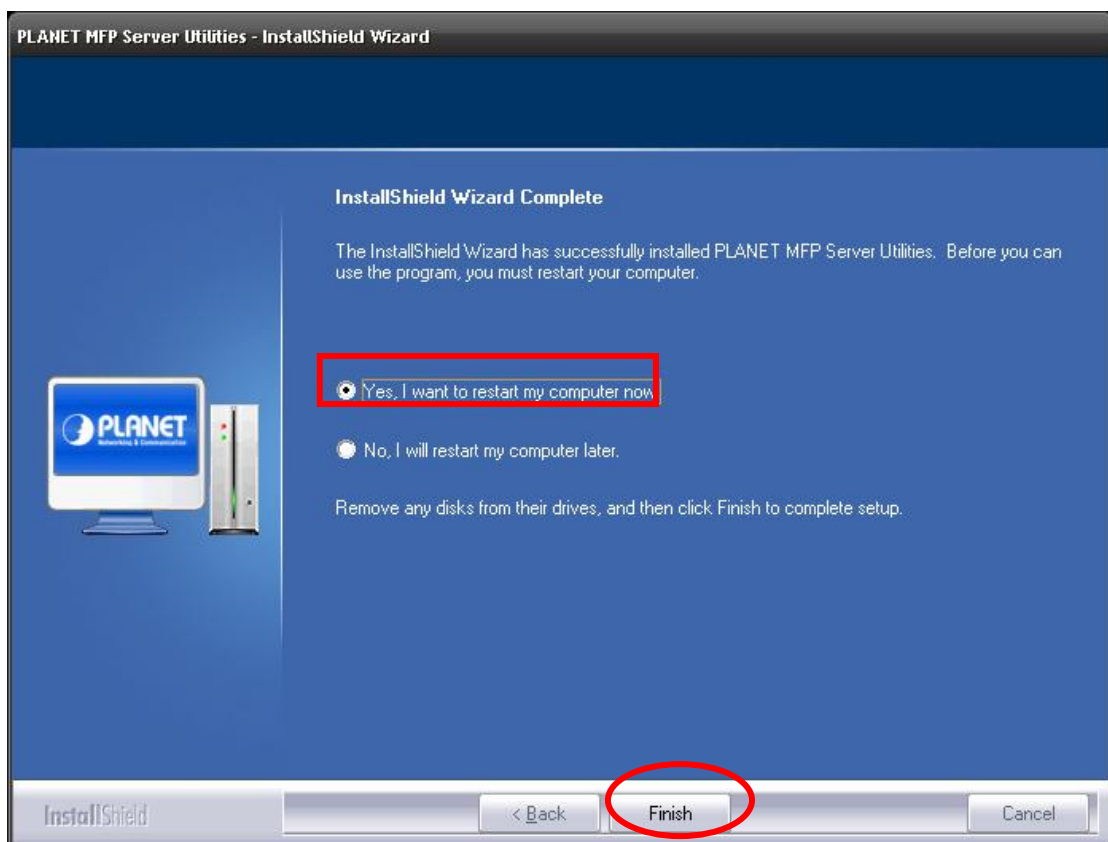 PLANET MFP Server Utilities - InstallShield Wizard
InstallShield Wizard Complete
The InstallShield Wizard has successfully installed PLANET MFP Server Utilities. Before you can
use the program, you must restart your computer.
Yes, I want to restart my computer now.
No, I will restart my computer later.
PLANET
Networking & Communication
Remove any disks from their drives, and then click Finish to complete setup.
InstallShield
< Back
Finish
Cancel